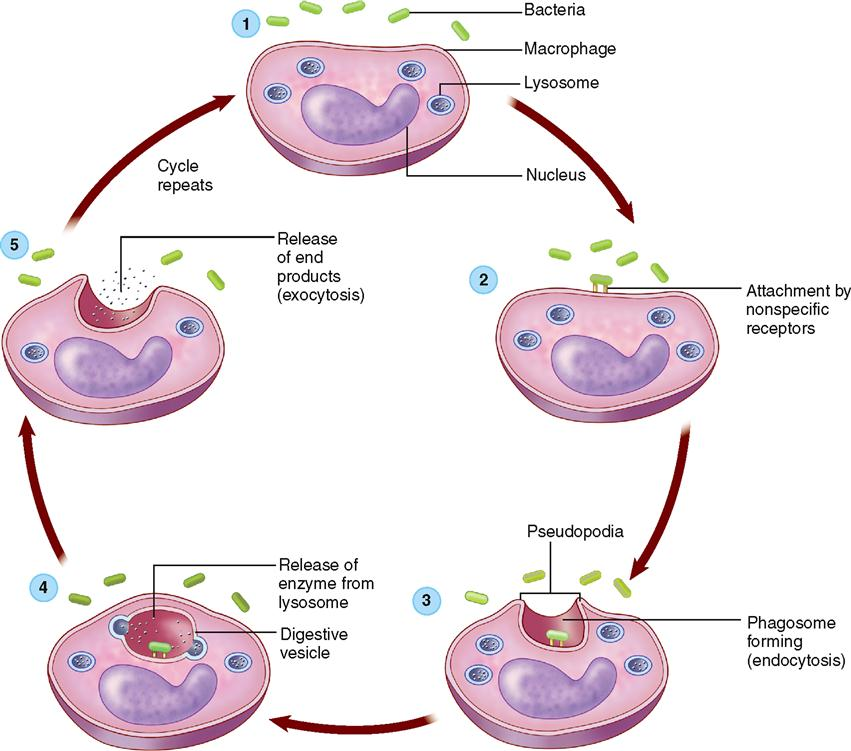 1
Bacteria
Macrophage
Lysosome
Nucleus
Cycle
repeats
2
Attachment by
nonspecific
receptors
3
Pseudopodia
Phagosome
forming
(endocytosis)
4
Release of
enzyme from
lysosome
Digestive
vesicle
5
Release
of end
products
(exocytosis)